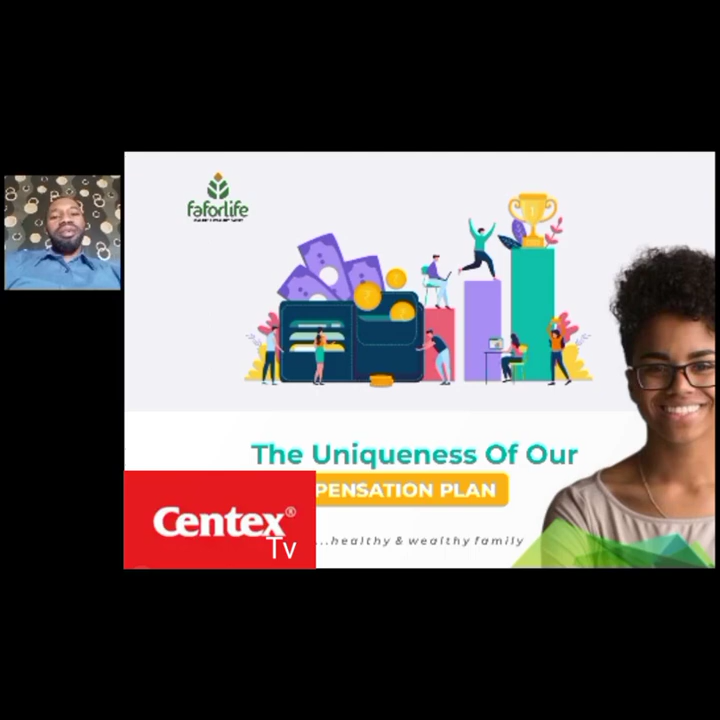 faforlife
The Uniqueness Of Our
PENSATION PLAN
...healthy & wealthy family
Centex®
Tv